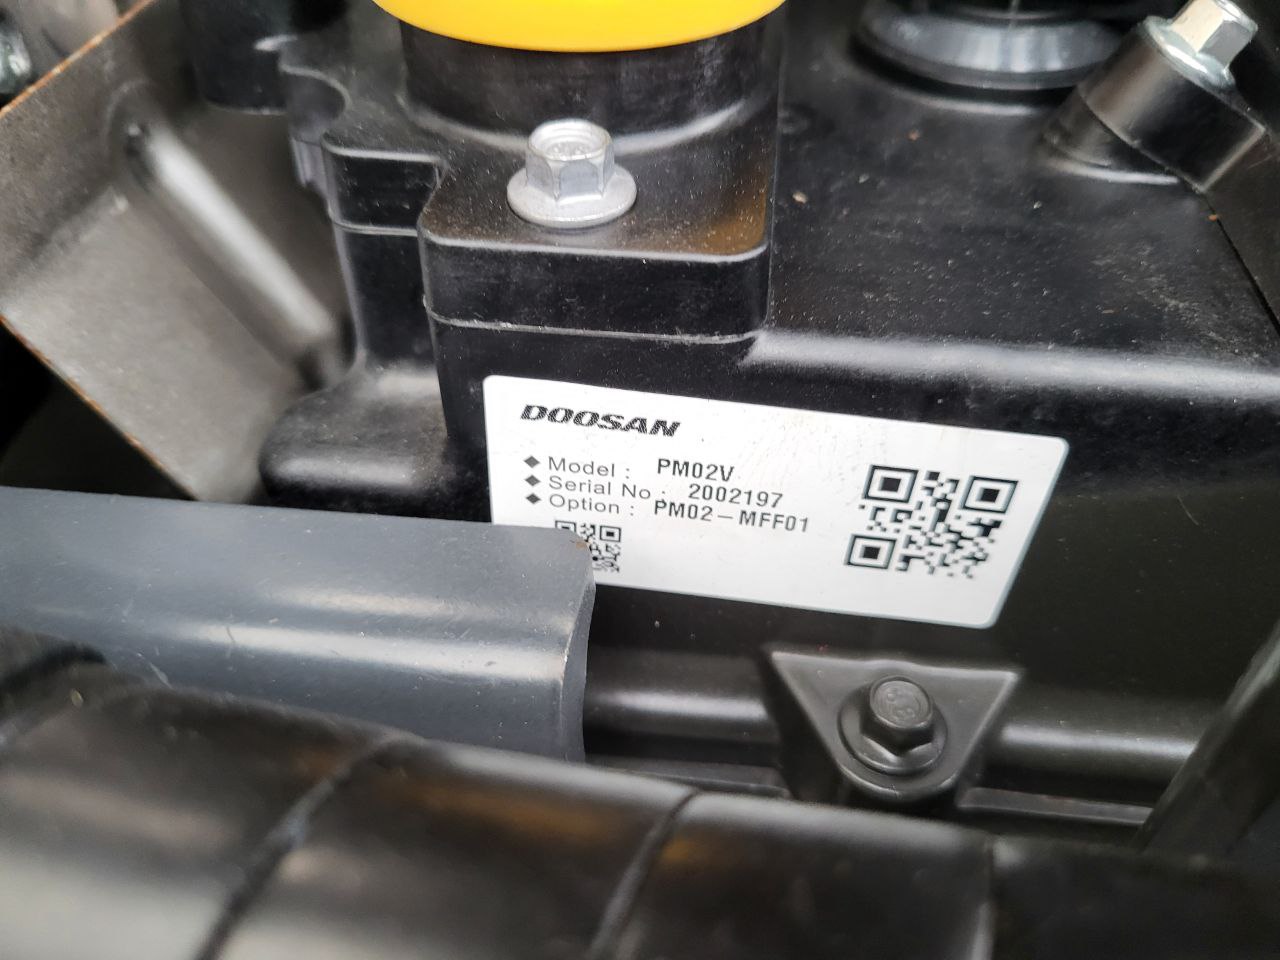 DOOSAN
◆ Model : PM02V
◆ Serial No : 2002197
◆ Option : PM02-MFF01